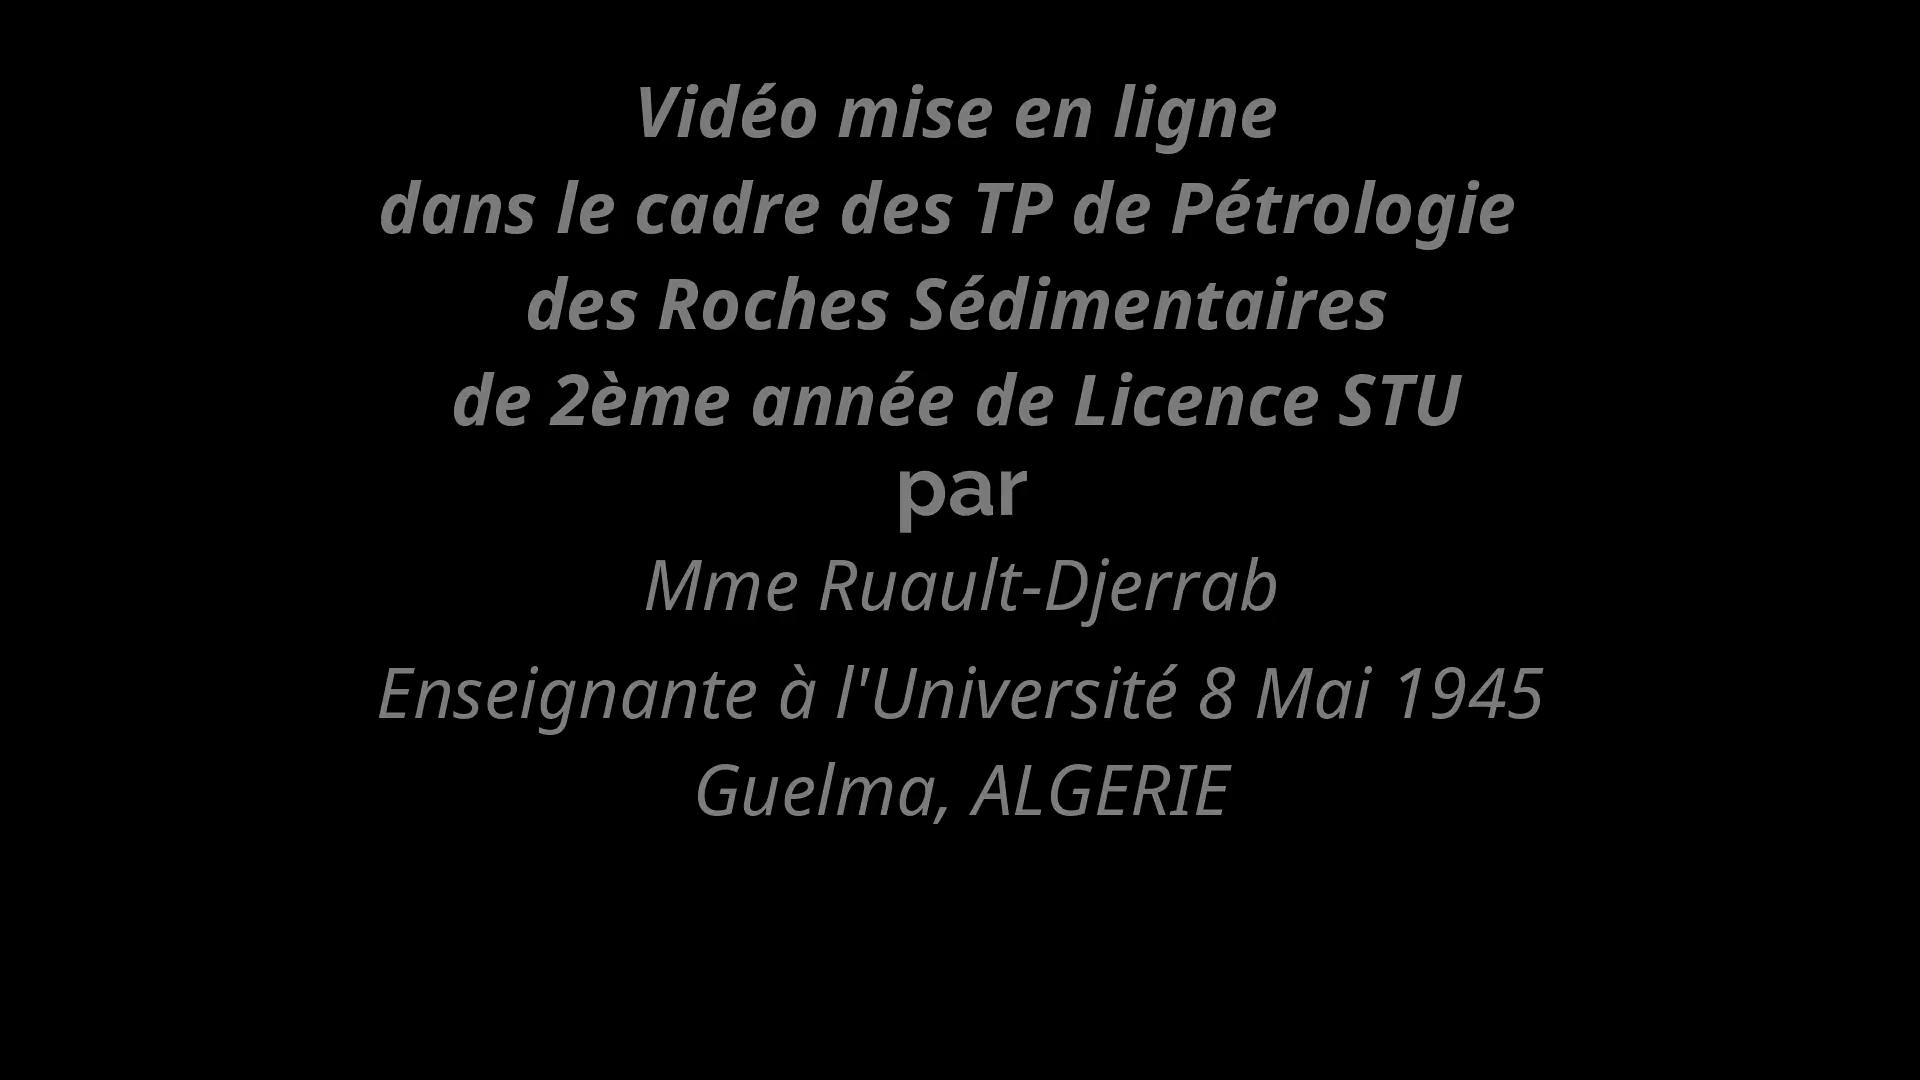 Vidéo mise en ligne
dans le cadre des TP de Pétrologie
des Roches Sédimentaires
de 2ème année de Licence STU
par
Mme Ruault-Djerrab
Enseignante à l'Université 8 Mai 1945
Guelma, ALGERIE